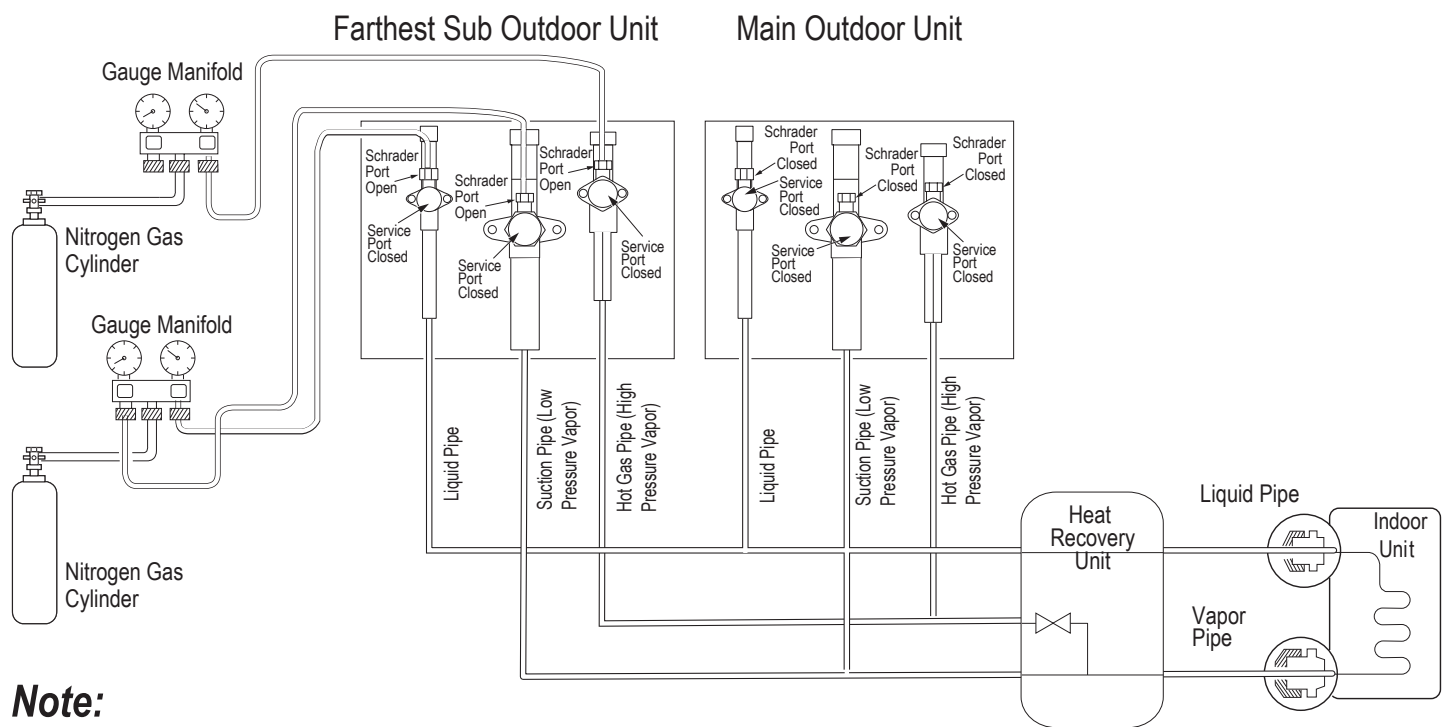 Farthest Sub Outdoor Unit
Main Outdoor Unit
Gauge Manifold
Nitrogen Gas
Cylinder
Gauge Manifold
Nitrogen Gas
Cylinder
Schrader
Port
Open
Service
Port
Closed
Schrader
Port
Open
Service
Port
Closed
Schrader
Port
Open
Service
Port
Closed
Schrader
Port
Closed
Service
Port
Closed
Schrader
Port
Closed
Service
Port
Closed
Schrader
Port
Closed
Service
Port
Closed
Liquid Pipe
Suction Pipe (Low
Pressure Vapor)
Hot Gas Pipe (High
Pressure Vapor)
Liquid Pipe
Suction Pipe (Low
Pressure Vapor)
Hot Gas Pipe (High
Pressure Vapor)
Heat
Recovery
Unit
Liquid Pipe
Indoor
Unit
Vapor
Pipe
Note: